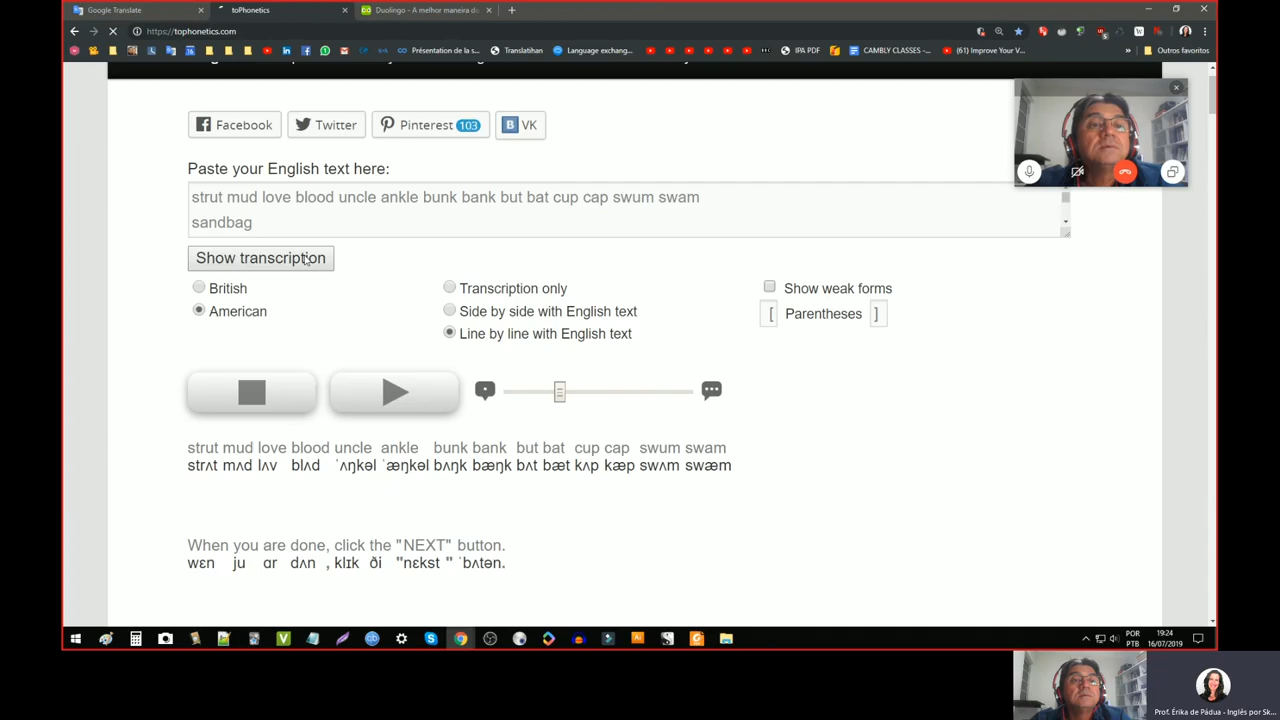 Google Translate
toPhonetics
Duolingo - A melhor maneira do
https://tophonetics.com
Présentation de la s...
Translatihan
Language exchang...
IPA PDF
CAMBLY CLASSES -...
(61) Improve Your V...
Outros favoritos
Facebook
Twitter
Pinterest 103
VK
Paste your English text here:
strut mud love blood uncle ankle bunk bank but bat cup cap swum swam
sandbag
Show transcription
British
Transcription only
Show weak forms
American
Side by side with English text
[ Parentheses ]
Line by line with English text
strut mud love blood uncle ankle bunk bank but bat cup cap swum swam
strʌt mʌd lʌv blʌd ˈʌŋkəl ˈæŋkəl bʌŋk bæŋk bʌt bæt kʌp kæp swʌm swæm
When you are done, click the "NEXT" button.
wɛn ju ɑr dʌn , klɪk ði "nɛkst " ˈbʌtən.
POR
PTB
19:24
16/07/2019
Prof. Érika de Pádua - Inglês por Sk...